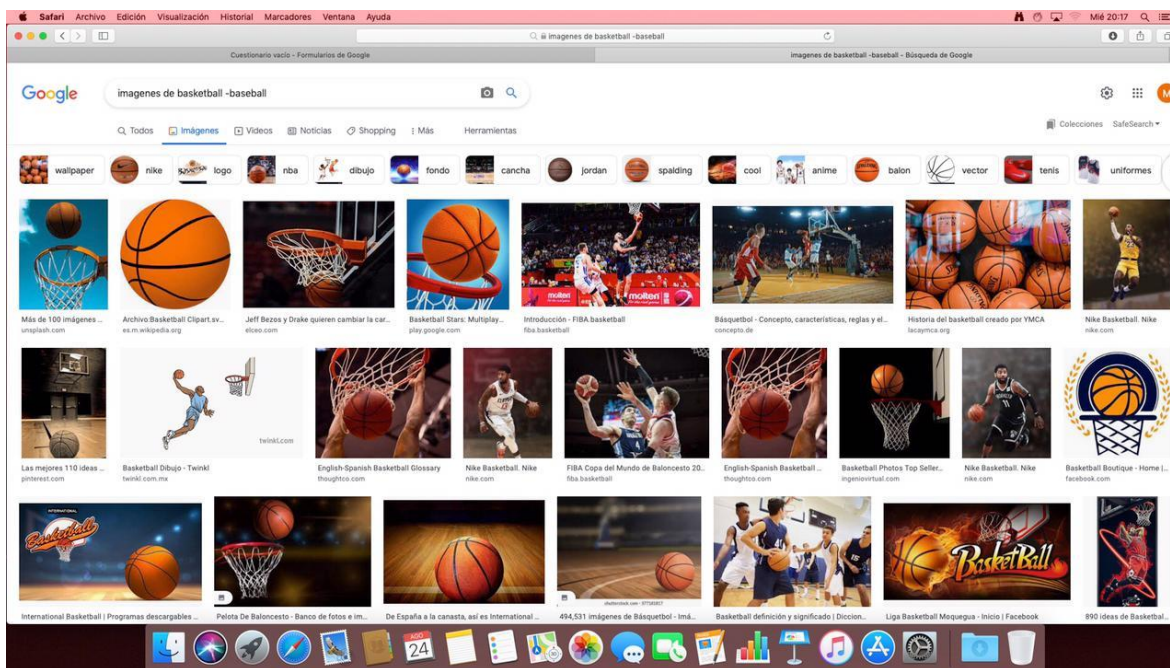 Safari Archivo Edición Visualización Historial Marcadores Ventana Ayuda
Mié 20:17
imagenes de basketball -baseball
Cuestionario vacío - Formularios de Google
imagenes de basketball -baseball - Búsqueda de Google
Google
imagenes de basketball -baseball
M
Todos Imágenes Videos Noticias Shopping Más Herramientas
Colecciones SafeSearch
wallpaper nike logo nba dibujo fondo cancha jordan spalding cool anime balon vector tenis uniformes
molten molten
Más de 100 imágenes ...
unsplash.com
Archivo:Basketball Clipart.sv...
es.m.wikipedia.org
Jeff Bezos y Drake quieren cambiar la car...
elceo.com
Basketball Stars: Multiplay...
play.google.com
Introducción - FIBA basketball
fiba.basketball
Básquetbol - Concepto, características, reglas y el...
concepto.de
Historia del basketball creado por YMCA
lacaymca.org
Nike Basketball. Nike
nike.com
twinkl.com
Las mejores 110 ideas ...
pinterest.com
Basketball Dibujo - Twinkl
twinkl.com.mx
English-Spanish Basketball Glossary
thoughtco.com
Nike Basketball. Nike
nike.com
FIBA Copa del Mundo de Baloncesto 20...
fiba.basketball
English-Spanish Basketball ...
thoughtco.com
Basketball Photos Top Seller...
ingeniovirtual.com
Nike Basketball. Nike
nike.com
Basketball Boutique - Home |...
facebook.com
INTERNATIONAL
Basketball
BasketBall
International Basketball | Programas descargables ...
Pelota De Baloncesto - Banco de fotos e im...
De España a la canasta, así es International ...
494,531 imágenes de Básquetbol - Imá...
Basketball definición y significado | Diccion...
Liga Basketball Moquegua - Inicio | Facebook
890 ideas de Basketbal...
AGO
24